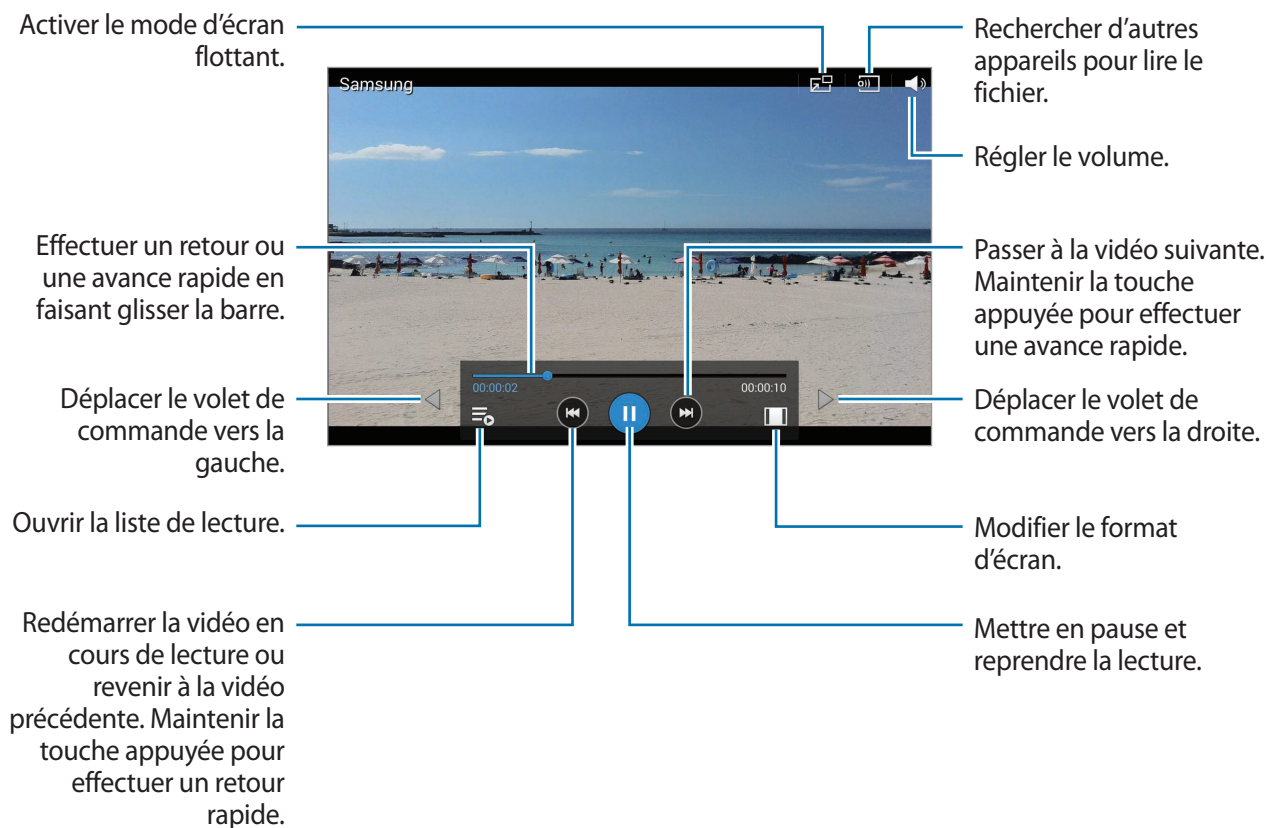 Activer le mode d'écran
flottant.
Rechercher d'autres
appareils pour lire le
fichier.
Samsung
Régler le volume.
Effectuer un retour ou
une avance rapide en
faisant glisser la barre.
Passer à la vidéo suivante.
Maintenir la touche
appuyée pour effectuer
une avance rapide.
00:00:02
00:00:10
Déplacer le volet de
commande vers la
gauche.
Déplacer le volet de
commande vers la droite.
Ouvrir la liste de lecture.
Modifier le format
d'écran.
Redémarrer la vidéo en
cours de lecture ou
revenir à la vidéo
précédente. Maintenir la
touche appuyée pour
effectuer un retour
rapide.
Mettre en pause et
reprendre la lecture.